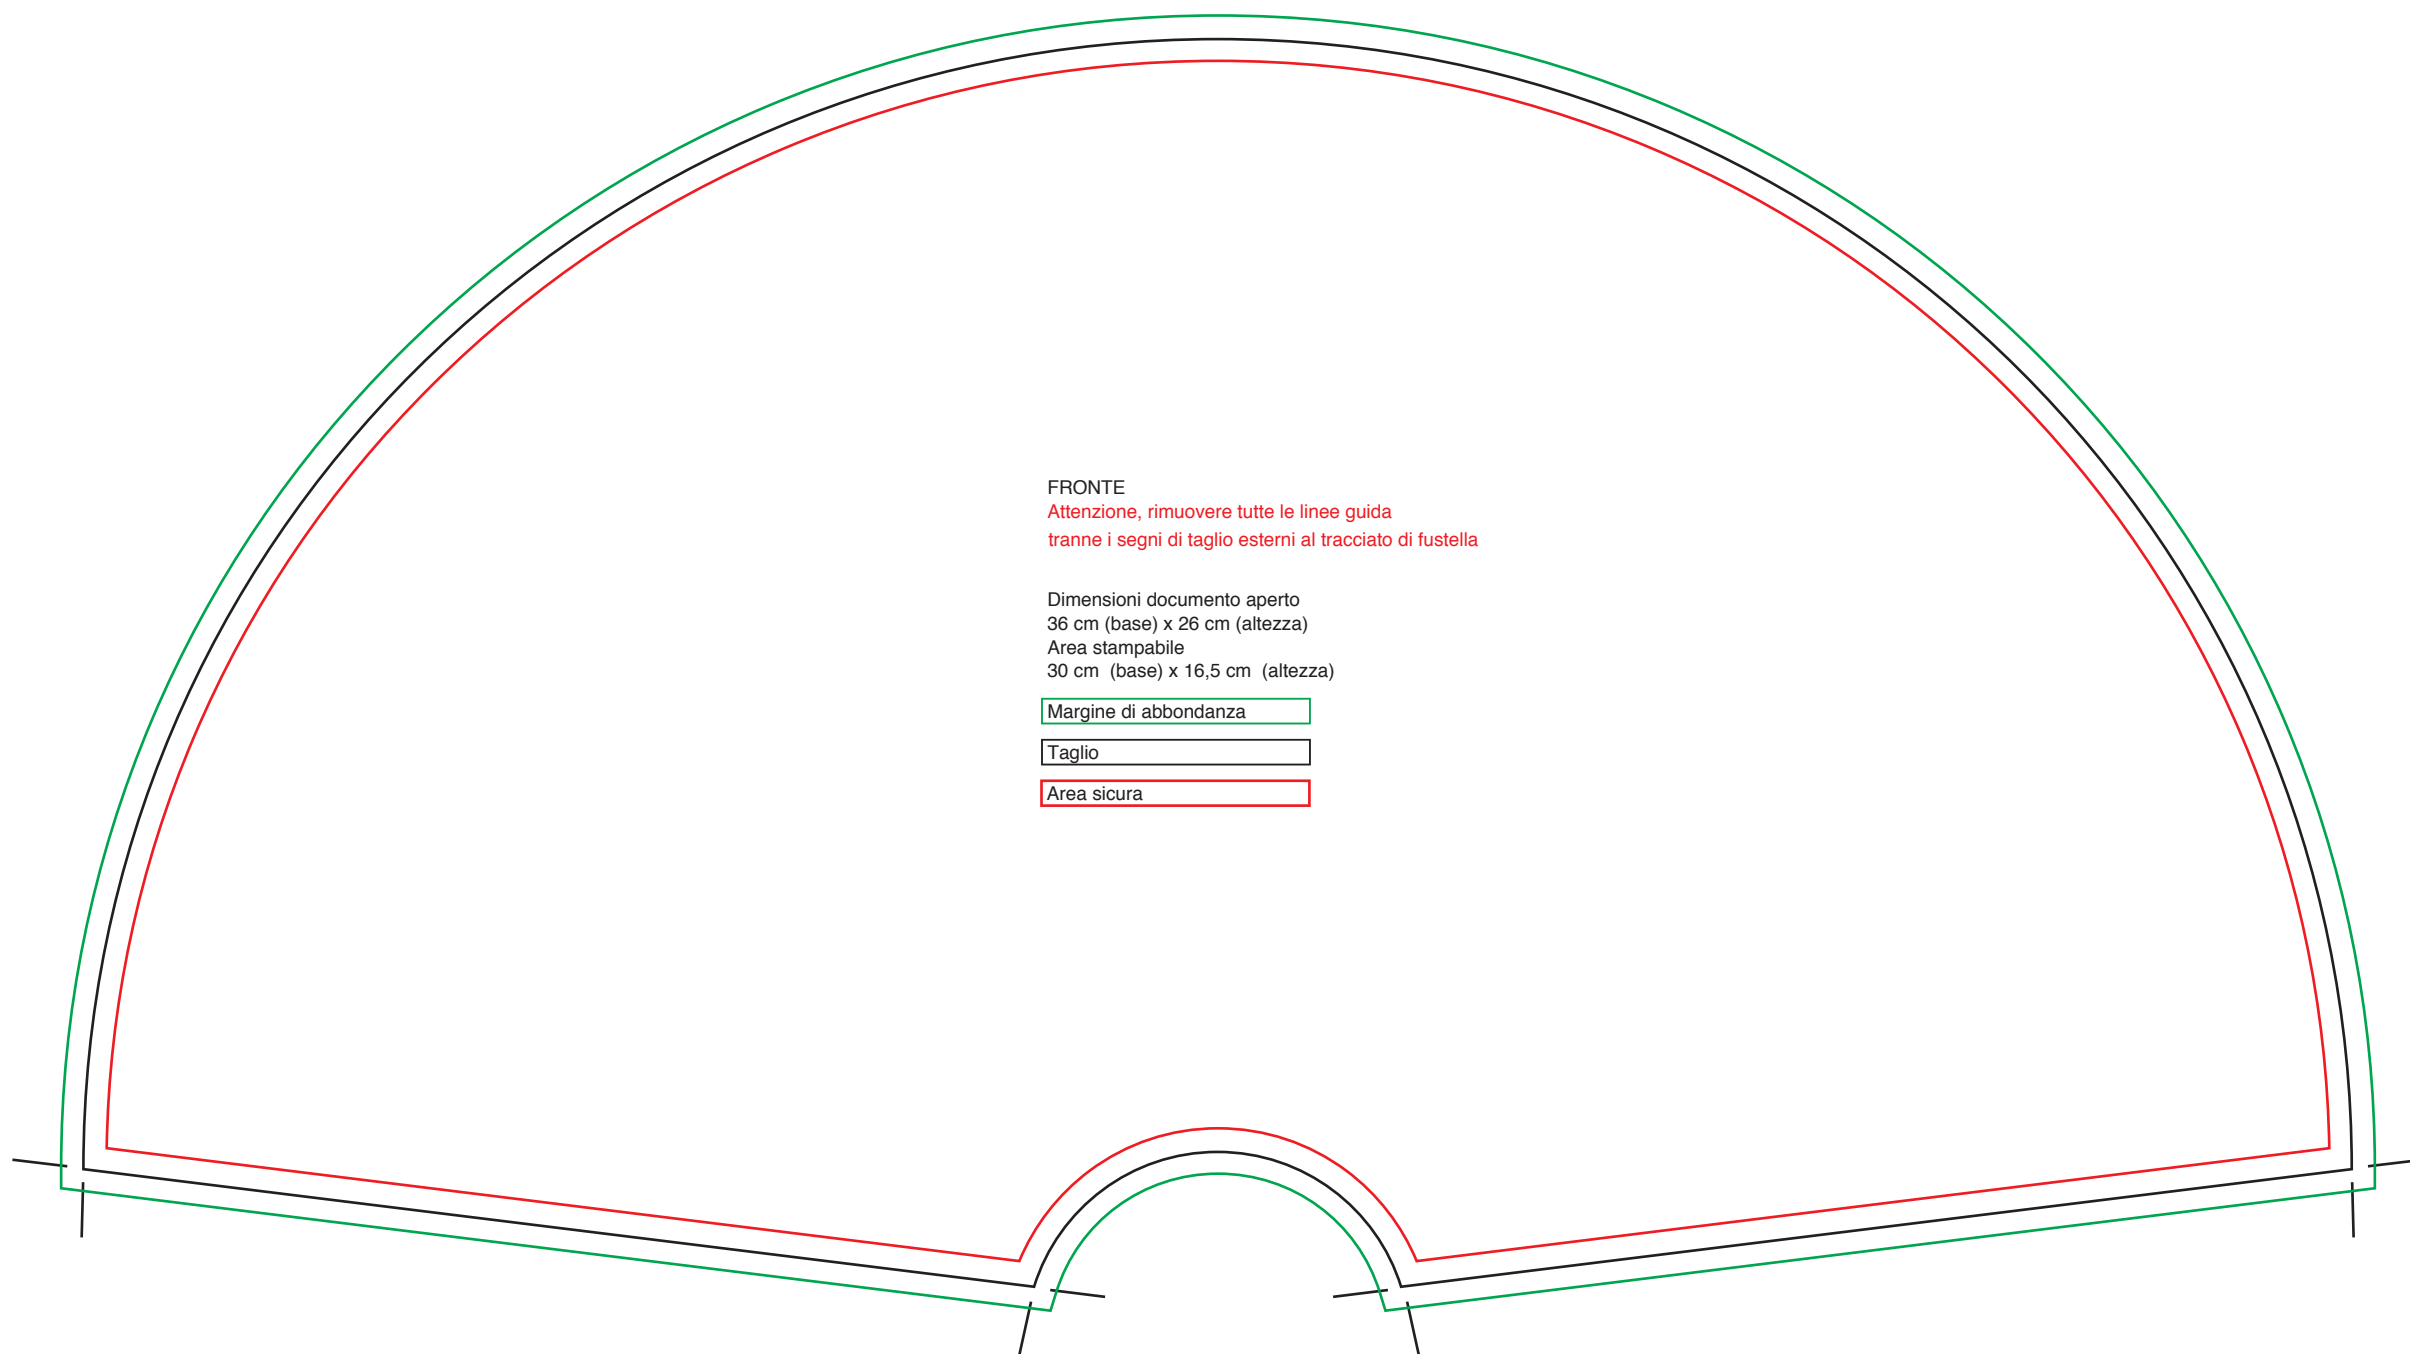 FRONTE
Attenzione, rimuovere tutte le linee guida
tranne i segni di taglio esterni al tracciato di fustella
Dimensioni documento aperto
36 cm (base) x 26 cm (altezza)
Area stampabile
30 cm  (base) x 16,5 cm  (altezza)
Margine di abbondanza
Taglio
Area sicura